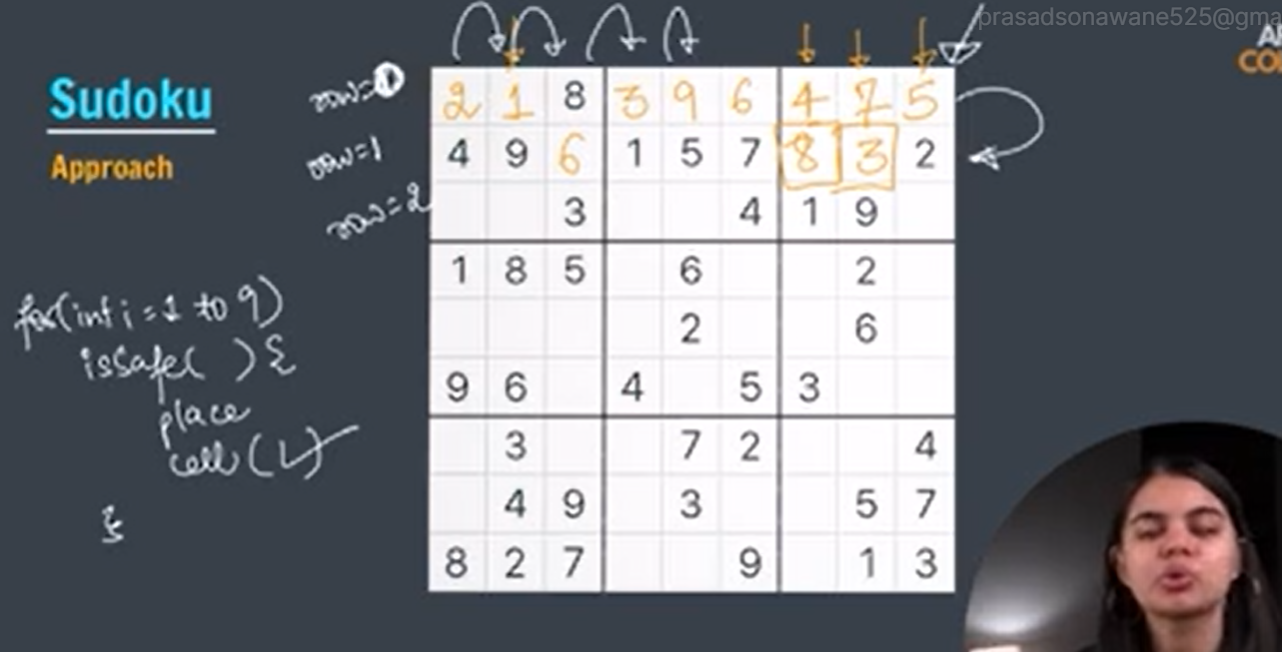 prasadsonawane525@gma
Sudoku
Approach
row=0
row=1
row=2
2 1 8 3 9 6 4 7 5
4 9 6 1 5 7 8 3 2
3 4 1 9
1 8 5 6 2
2 6
9 6 4 5 3
3 7 2 4
4 9 3 5 7
8 2 7 9 1 3
for(int i = 1 to 9)
isSafe( ) {
place
}